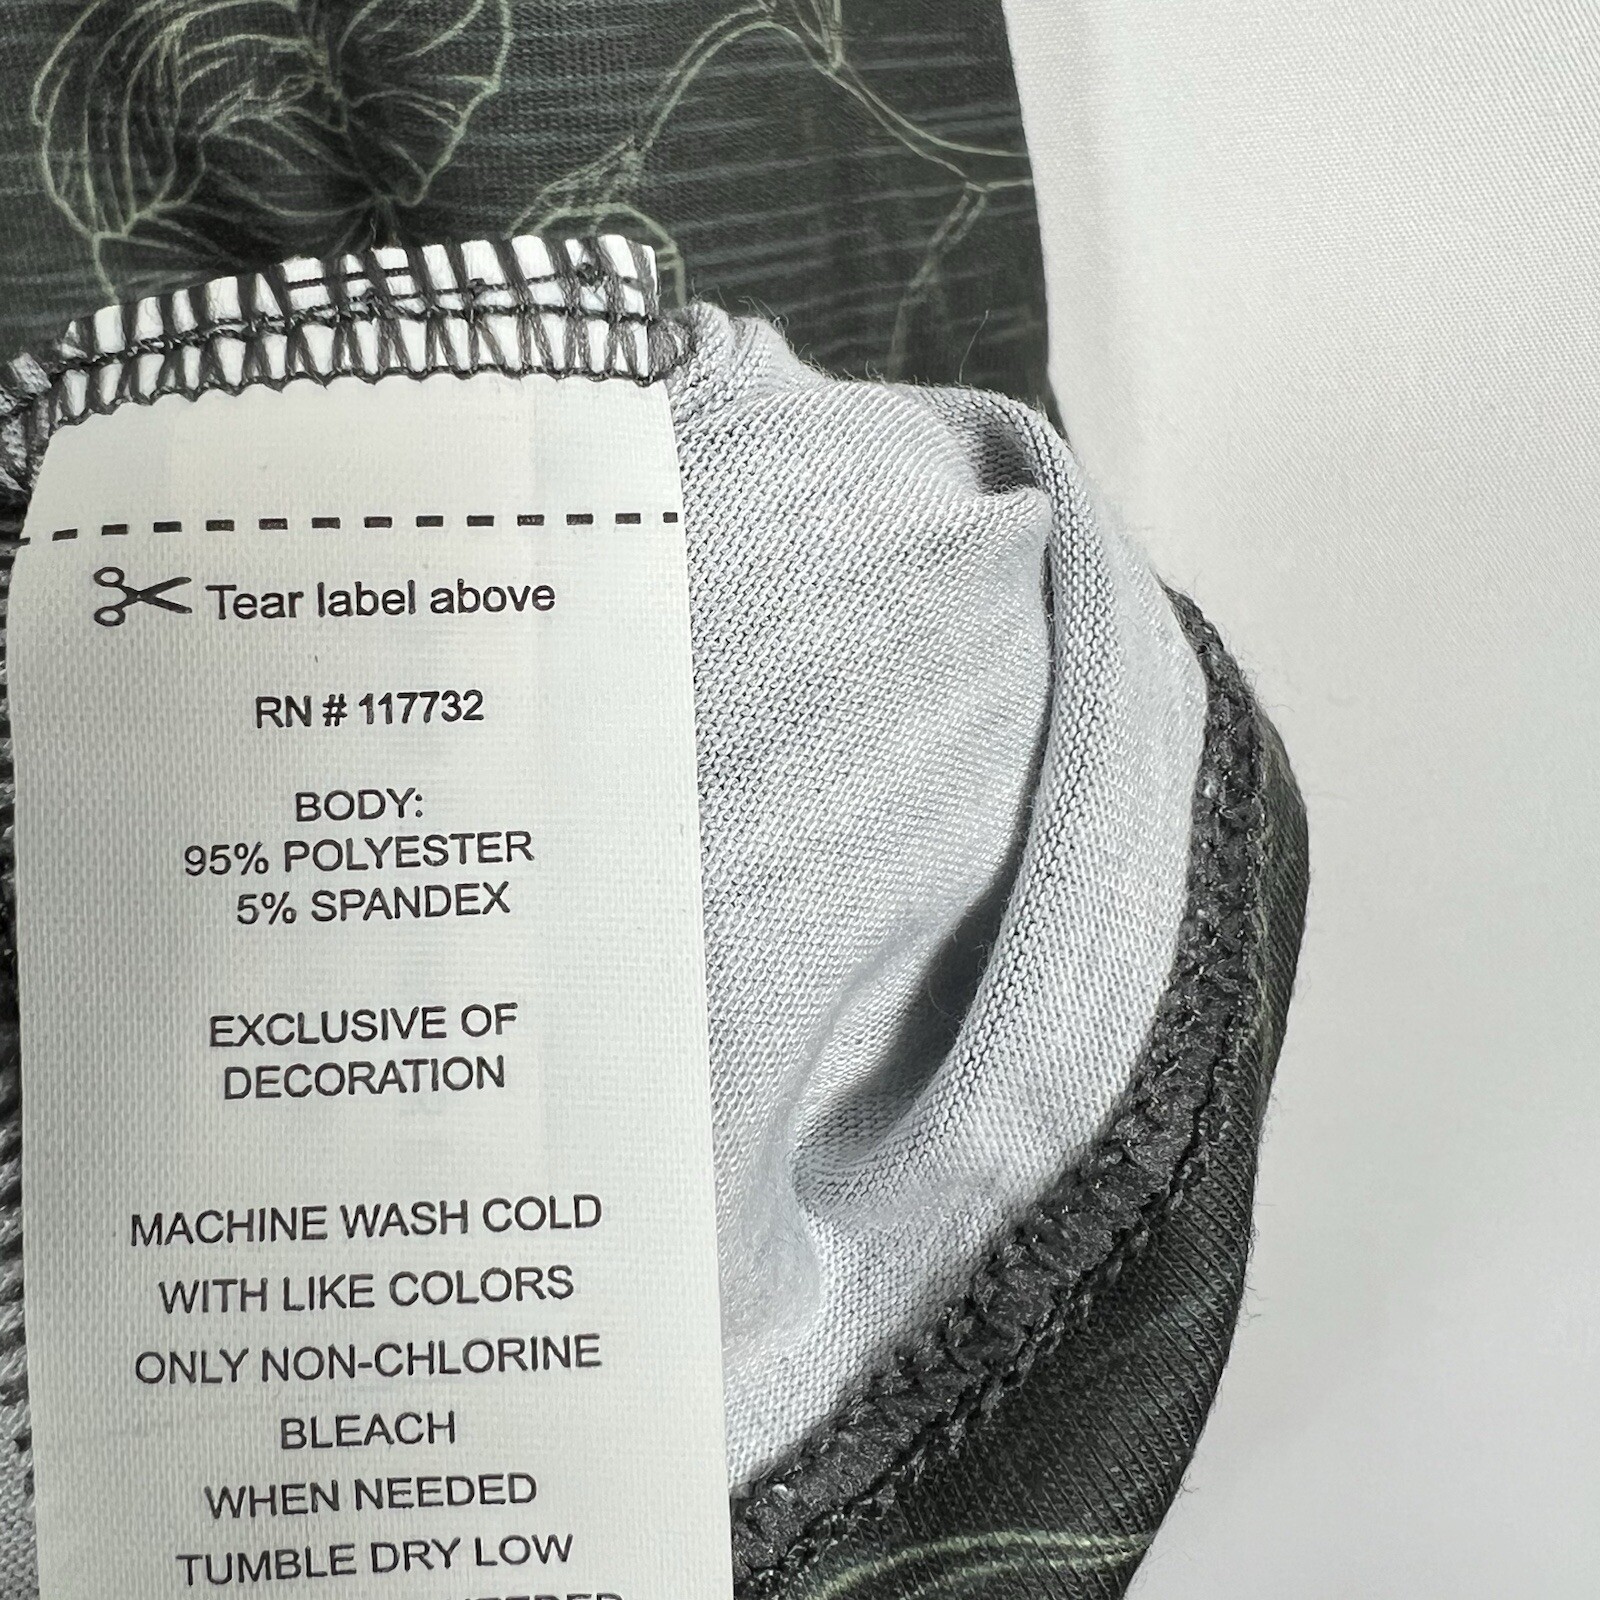 Tear label above
RN # 117732
BODY:
95% POLYESTER
5% SPANDEX
EXCLUSIVE OF
DECORATION
MACHINE WASH COLD
WITH LIKE COLORS
ONLY NON-CHLORINE
BLEACH
WHEN NEEDED
TUMBLE DRY LOW